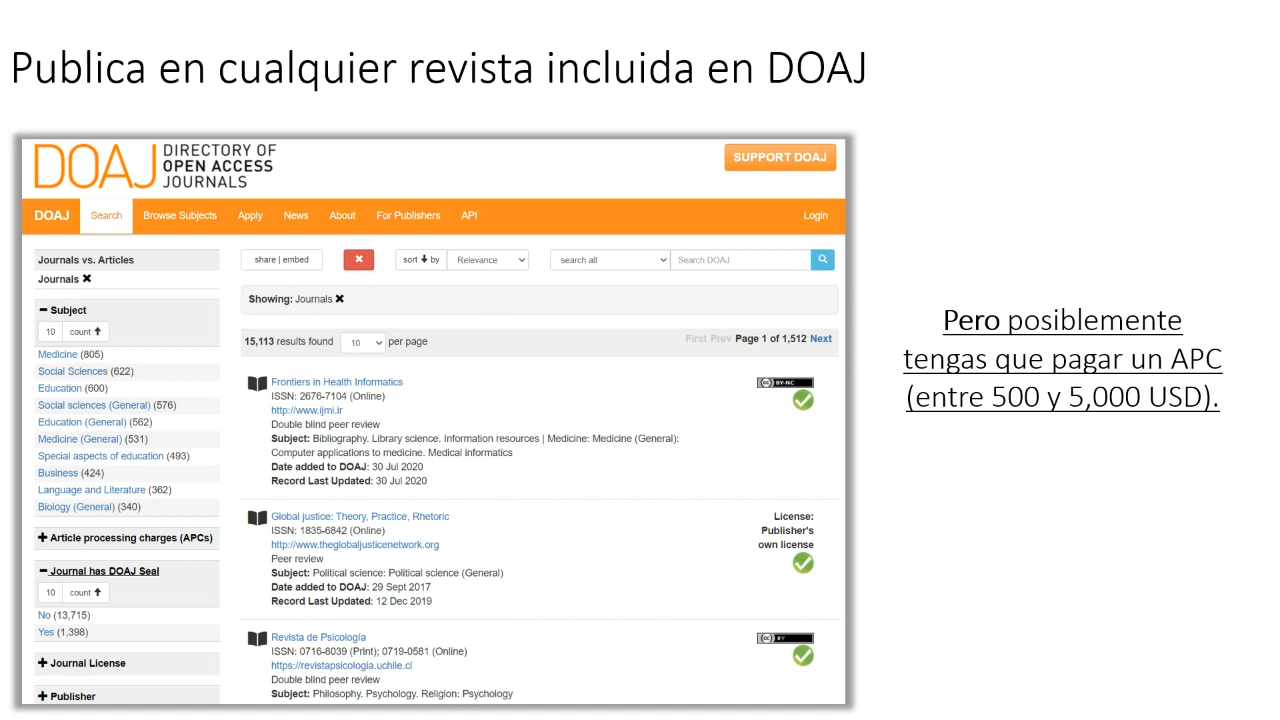 Publica en cualquier revista incluida en DOAJ
DOAJ DIRECTORY OF
OPEN ACCESS
JOURNALS
SUPPORT DOAJ
DOAJ Search Browse Subjects Apply News About For Publishers API Login
Journals vs. Articles
Journals ✖
Subject
10 count
Medicine (805)
Social Sciences (622)
Education (600)
Social sciences (General) (576)
Education (General) (562)
Medicine (General) (531)
Special aspects of education (493)
Business (424)
Language and Literature (362)
Biology (General) (340)
Article processing charges (APCs)
Journal has DOAJ Seal
10 count
No (13,715)
Yes (1,398)
Journal License
Publisher
share | embed sort by Relevance search all Search DOAJ
Showing: Journals ✖
15,113 results found 10 per page First Prev Page 1 of 1,512 Next
Frontiers in Health Informatics
ISSN: 2676-7104 (Online)
http://www.ijmi.ir
Double blind peer review
Subject: Bibliography. Library science. Information resources | Medicine: Medicine (General):
Computer applications to medicine. Medical informatics
Date added to DOAJ: 30 Jul 2020
Record Last Updated: 30 Jul 2020
(cc) BY-NC
Global justice: Theory, Practice, Rhetoric
ISSN: 1835-6842 (Online)
http://www.theglobaljusticenetwork.org
Peer review
Subject: Political science: Political science (General)
Date added to DOAJ: 29 Sept 2017
Record Last Updated: 12 Dec 2019
License:
Publisher's
own license
Revista de Psicología
ISSN: 0716-8039 (Print); 0719-0581 (Online)
https://revistapsicologia.uchile.cl
Double blind peer review
Subject: Philosophy. Psychology. Religion: Psychology
(cc) BY
Pero posiblemente
tengas que pagar un APC
(entre 500 y 5,000 USD).